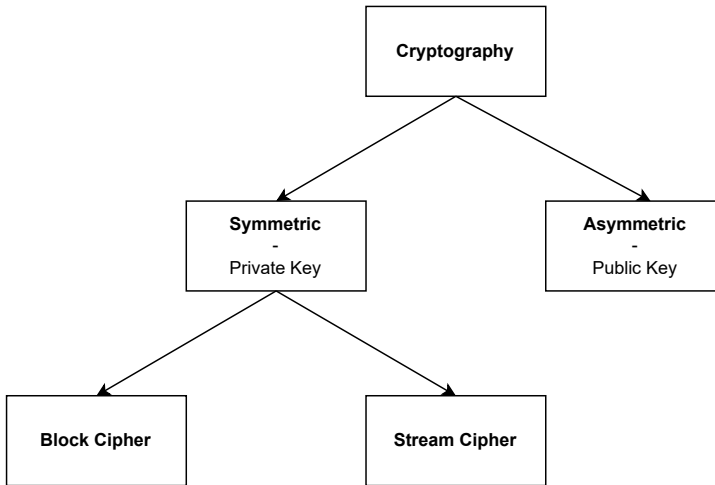 Cryptography
Symmetric
-
Private Key
Asymmetric
-
Public Key
Block Cipher
Stream Cipher